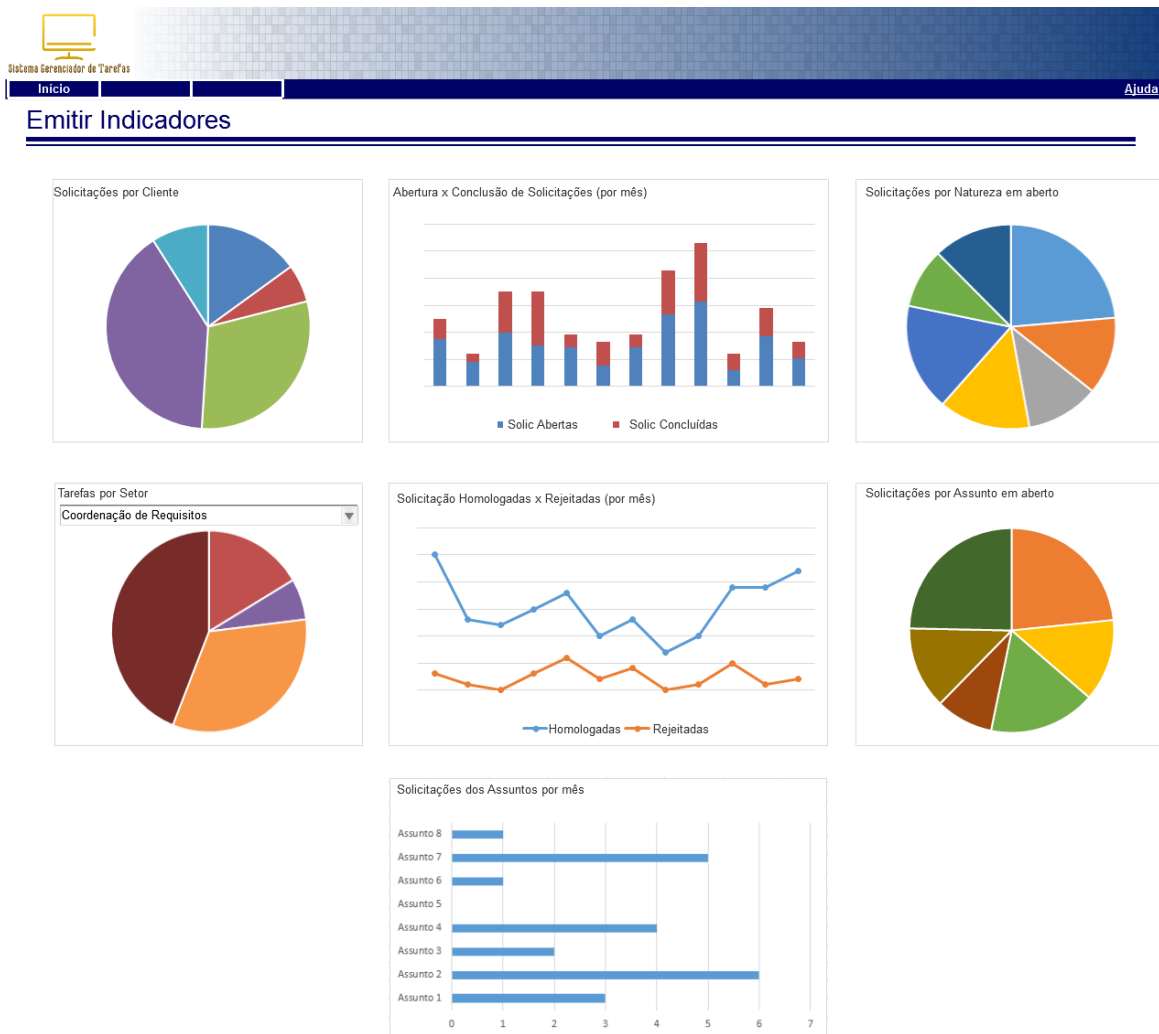 Sistema Gerenciador de Tarefas
Início
Ajuda
Emitir Indicadores
Solicitações por Cliente
Abertura x Conclusão de Solicitações (por mês)
Solic Abertas
Solic Concluídas
Solicitações por Natureza em aberto
Tarefas por Setor
Coordenação de Requisitos
Solicitação Homologadas x Rejeitadas (por mês)
Homologadas
Rejeitadas
Solicitações por Assunto em aberto
Solicitações dos Assuntos por mês
Assunto 8
Assunto 7
Assunto 6
Assunto 5
Assunto 4
Assunto 3
Assunto 2
Assunto 1
0 1 2 3 4 5 6 7